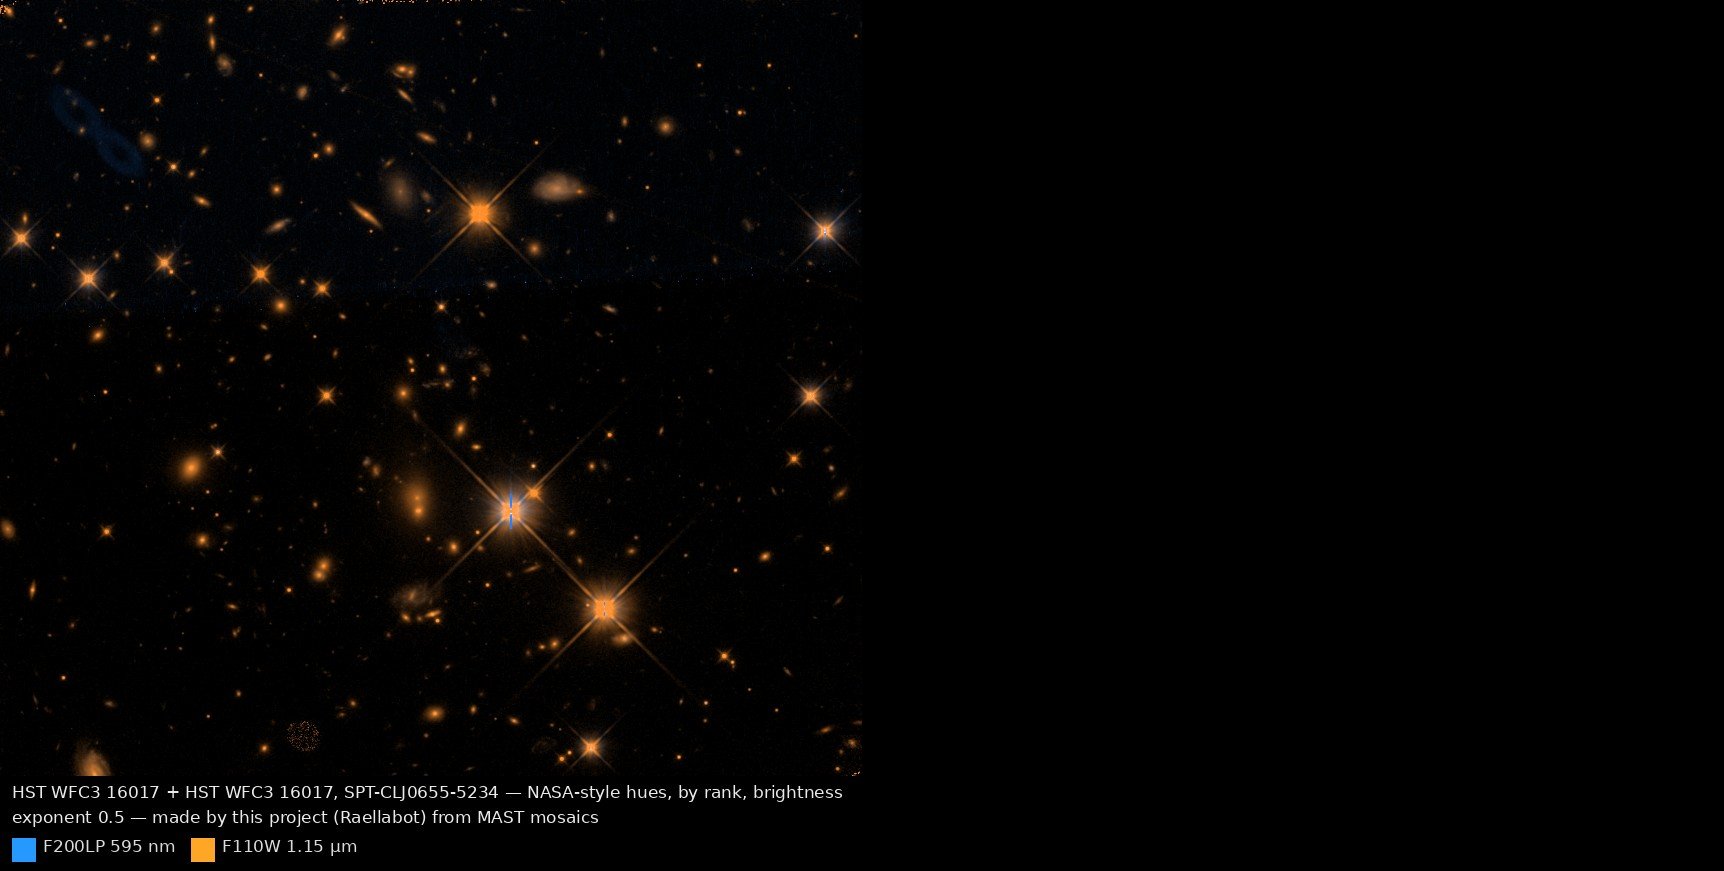 HST WFC3 16017 + HST WFC3 16017, SPT-CLJ0655-5234 — NASA-style hues, by rank, brightness
exponent 0.5 — made by this project (Raellabot) from MAST mosaics
F200LP 595 nm F110W 1.15 µm